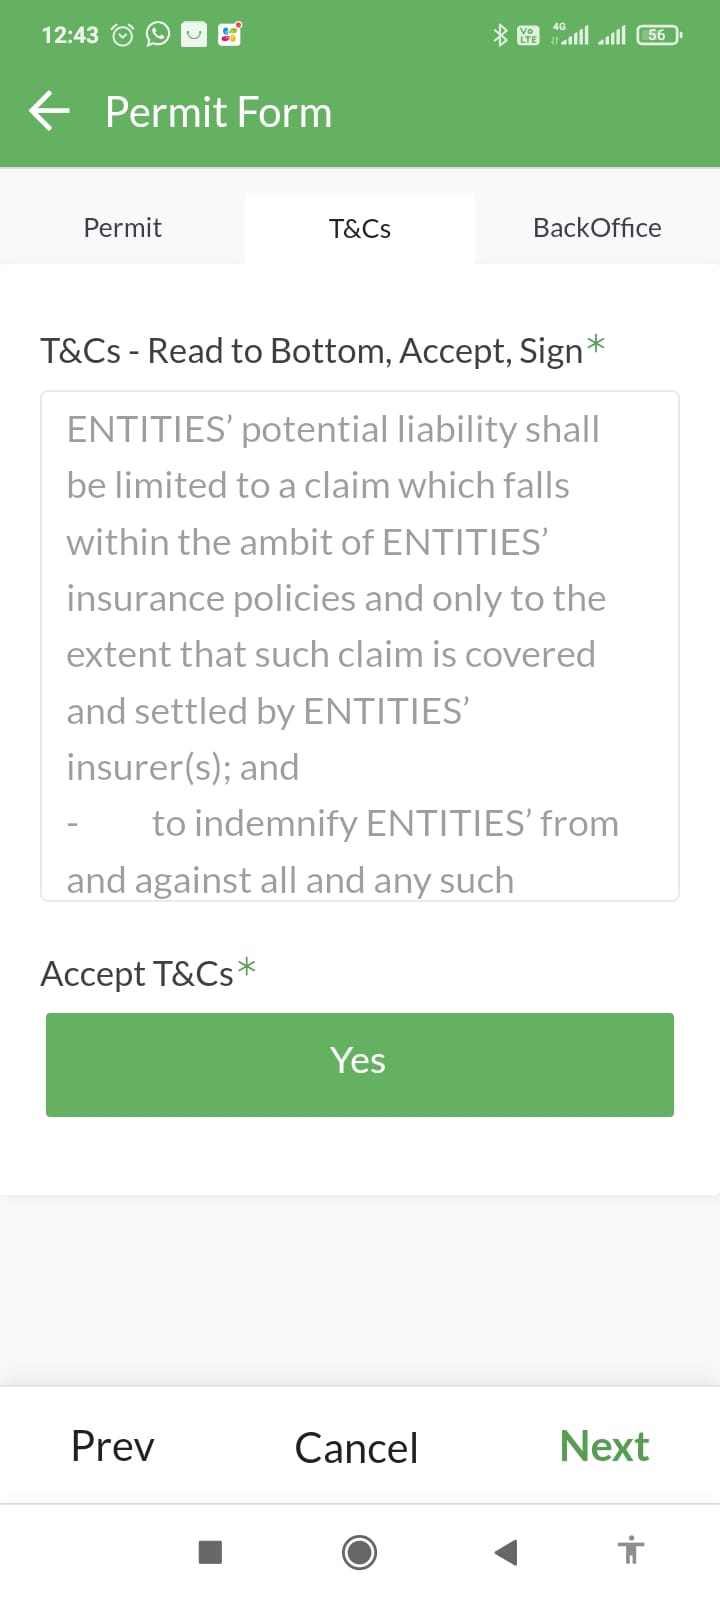 12:43
4G
Vo
LTE
56
Permit Form
Permit
T&Cs
BackOffice
T&Cs - Read to Bottom, Accept, Sign*
ENTITIES’ potential liability shall
be limited to a claim which falls
within the ambit of ENTITIES’
insurance policies and only to the
extent that such claim is covered
and settled by ENTITIES’
insurer(s); and
- to indemnify ENTITIES’ from
and against all and any such
Accept T&Cs*
Yes
Prev
Cancel
Next